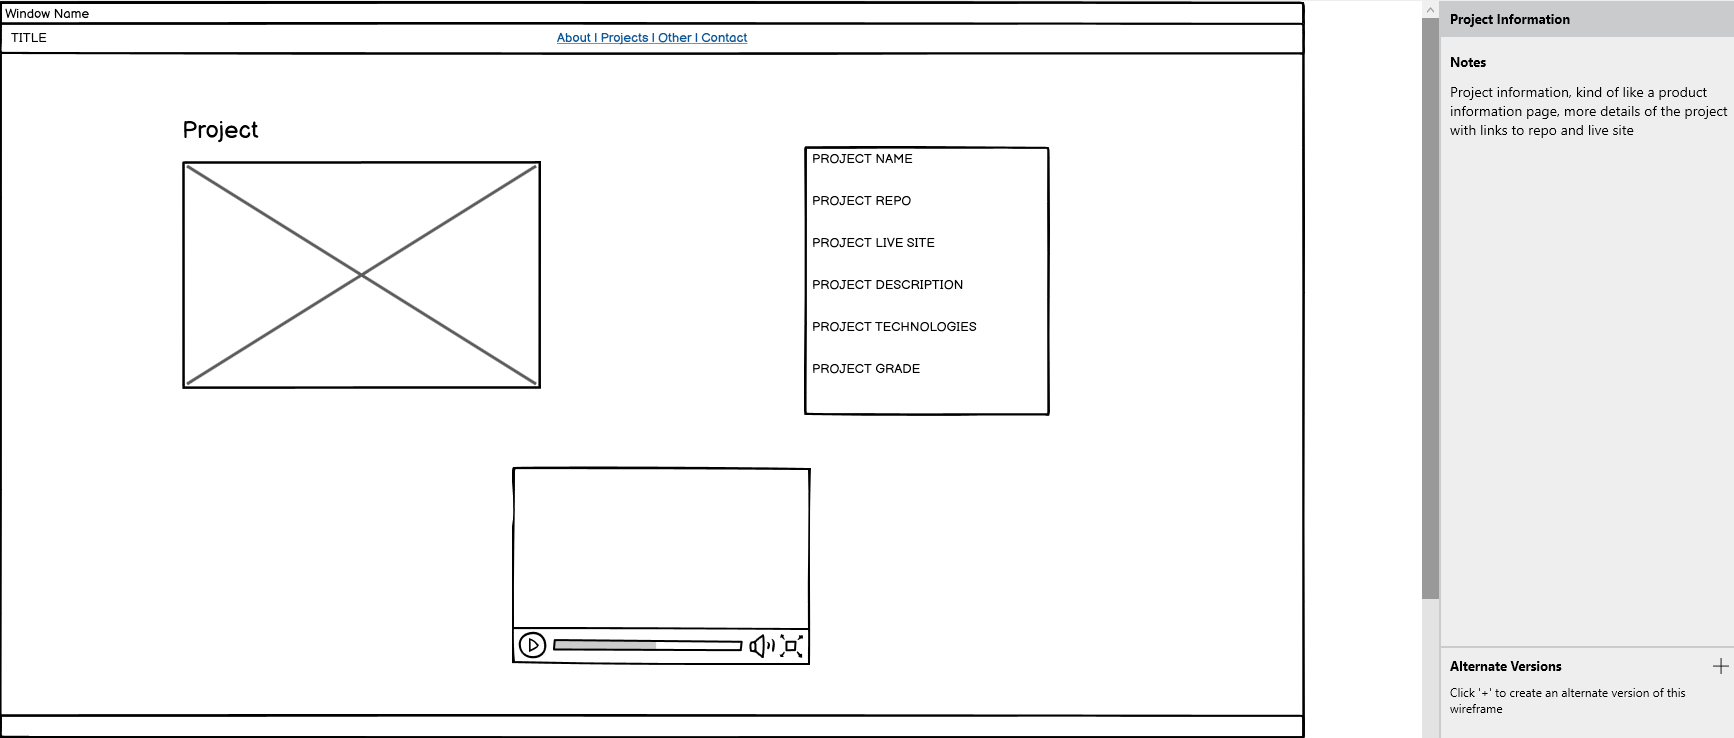 Window Name
TITLE
About | Projects | Other | Contact
Project
PROJECT NAME
PROJECT REPO
PROJECT LIVE SITE
PROJECT DESCRIPTION
PROJECT TECHNOLOGIES
PROJECT GRADE
Project Information
Notes
Project information, kind of like a product
information page, more details of the project
with links to repo and live site
Alternate Versions
Click '+' to create an alternate version of this
wireframe